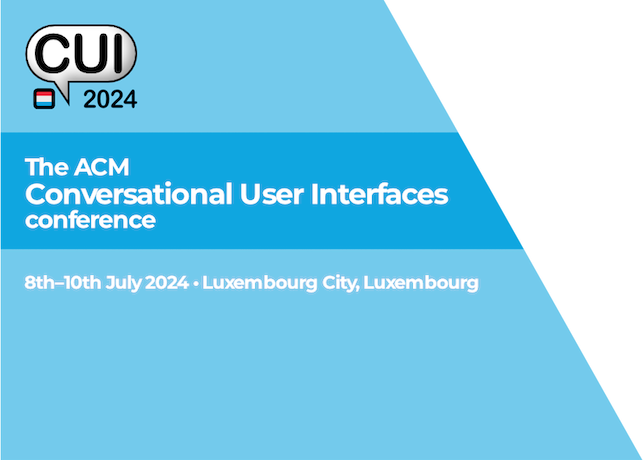 CUI
2024
The ACM
Conversational User Interfaces
conference
8th–10th July 2024 • Luxembourg City, Luxembourg